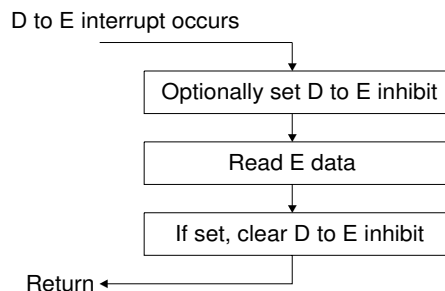 D to E interrupt occurs
Optionally set D to E inhibit
Read E data
If set, clear D to E inhibit
Return